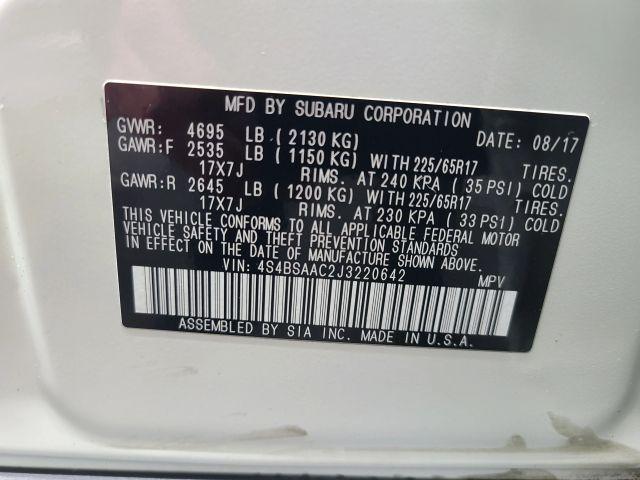 MFD BY SUBARU CORPORATION
GVWR: 4695 LB ( 2130 KG) DATE: 08/17
GAWR:F 2535 LB ( 1150 KG) WITH 225/65R17 TIRES.
17X7J RIMS. AT 240 KPA ( 35 PSI) COLD
GAWR:R 2645 LB ( 1200 KG) WITH 225/65R17 TIRES.
17X7J RIMS. AT 230 KPA ( 33 PSI) COLD
THIS VEHICLE CONFORMS TO ALL APPLICABLE FEDERAL MOTOR
VEHICLE SAFETY AND THEFT PREVENTION STANDARDS
IN EFFECT ON THE DATE OF MANUFACTURE SHOWN ABOVE.
VIN: 4S4BSAAC2J3220642 MPV
ASSEMBLED BY SIA INC. MADE IN U.S.A.